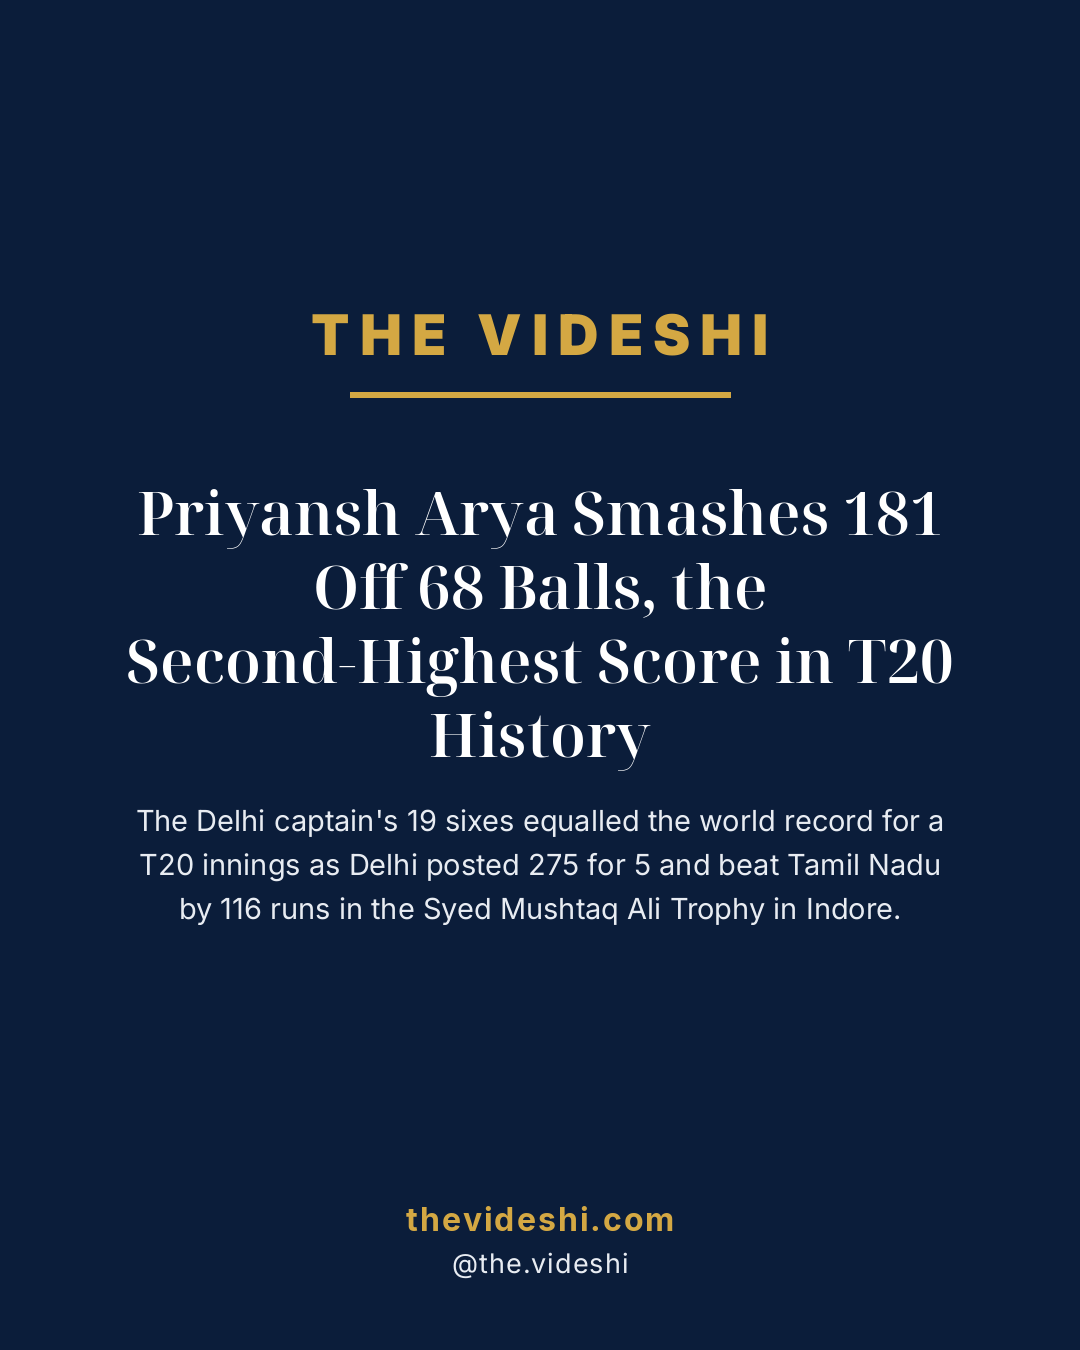 THE VIDESHI
Priyansh Arya Smashes 181
Off 68 Balls, the
Second-Highest Score in T20
History
The Delhi captain's 19 sixes equalled the world record for a
T20 innings as Delhi posted 275 for 5 and beat Tamil Nadu
by 116 runs in the Syed Mushtaq Ali Trophy in Indore.
thevideshi.com
@the.videshi